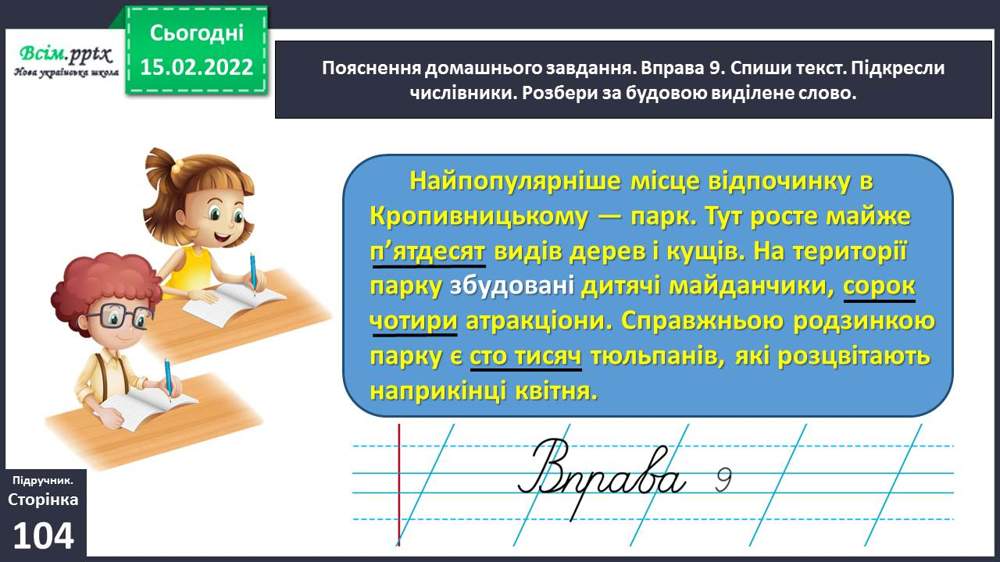 Сьогодні
15.02.2022
Всім.pptx
Нова українська школа
Пояснення домашнього завдання. Вправа 9. Спиши текст. Підкресли
числівники. Розбери за будовою виділене слово.
Найпопулярніше місце відпочинку в
Кропивницькому — парк. Тут росте майже
п’ятдесят видів дерев і кущів. На території
парку збудовані дитячі майданчики, сорок
чотири атракціони. Справжньою родзинкою
парку є сто тисяч тюльпанів, які розцвітають
наприкінці квітня.
Вправа 9
Підручник.
Сторінка
104